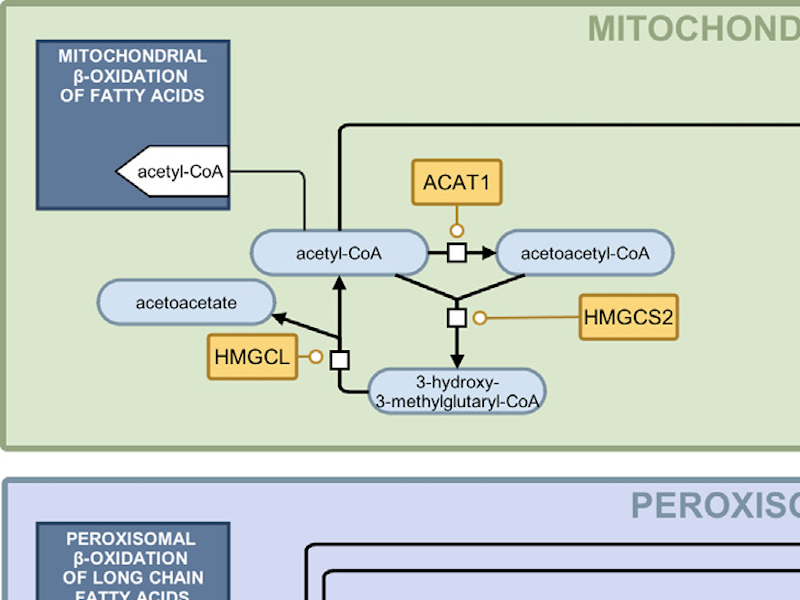 MITOCHOND
MITOCHONDRIAL
β-OXIDATION
OF FATTY ACIDS
acetyl-CoA
ACAT1
acetyl-CoA
acetoacetyl-CoA
acetoacetate
HMGCS2
HMGCL
3-hydroxy-
3-methylglutaryl-CoA
PEROXISO
PEROXISOMAL
β-OXIDATION
OF LONG CHAIN
FATTY ACIDS